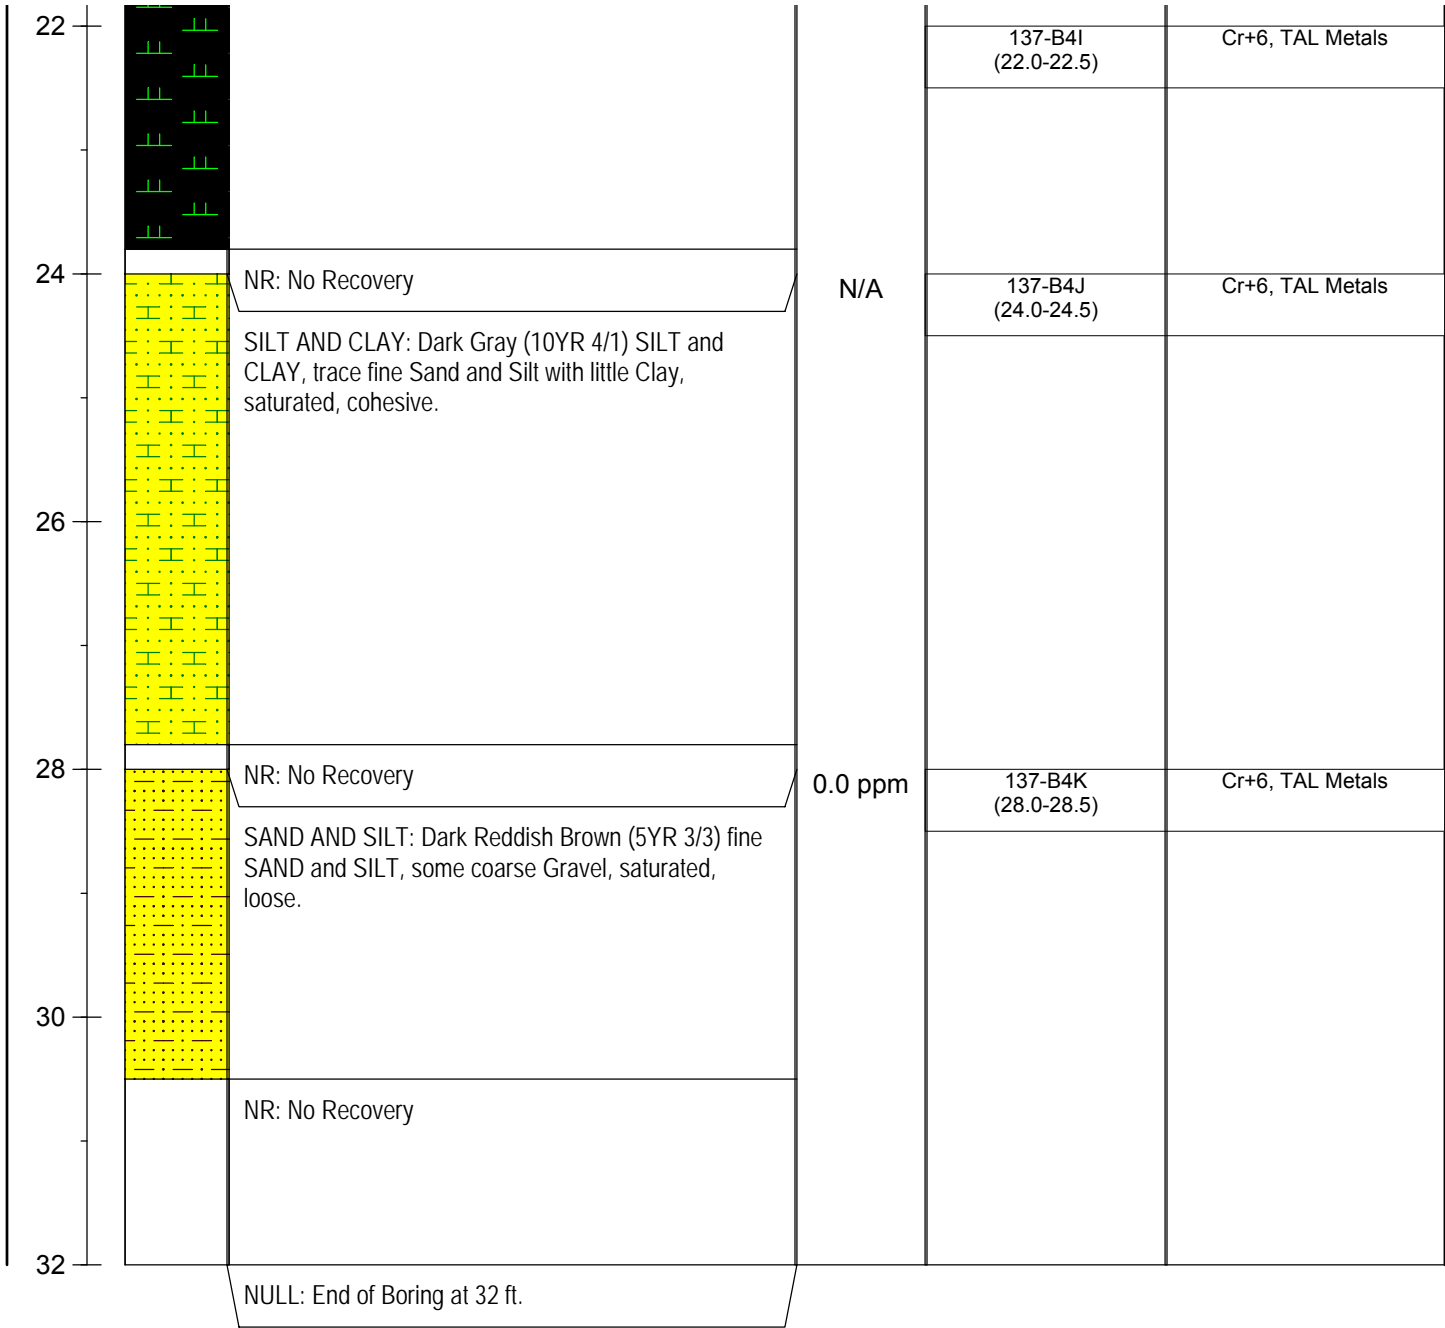 22
137-B4I
(22.0-22.5)
Cr+6, TAL Metals
24
NR: No Recovery
N/A
137-B4J
(24.0-24.5)
Cr+6, TAL Metals
SILT AND CLAY: Dark Gray (10YR 4/1) SILT and
CLAY, trace fine Sand and Silt with little Clay,
saturated, cohesive.
26
28
NR: No Recovery
0.0 ppm
137-B4K
(28.0-28.5)
Cr+6, TAL Metals
SAND AND SILT: Dark Reddish Brown (5YR 3/3) fine
SAND and SILT, some coarse Gravel, saturated,
loose.
30
NR: No Recovery
32
NULL: End of Boring at 32 ft.